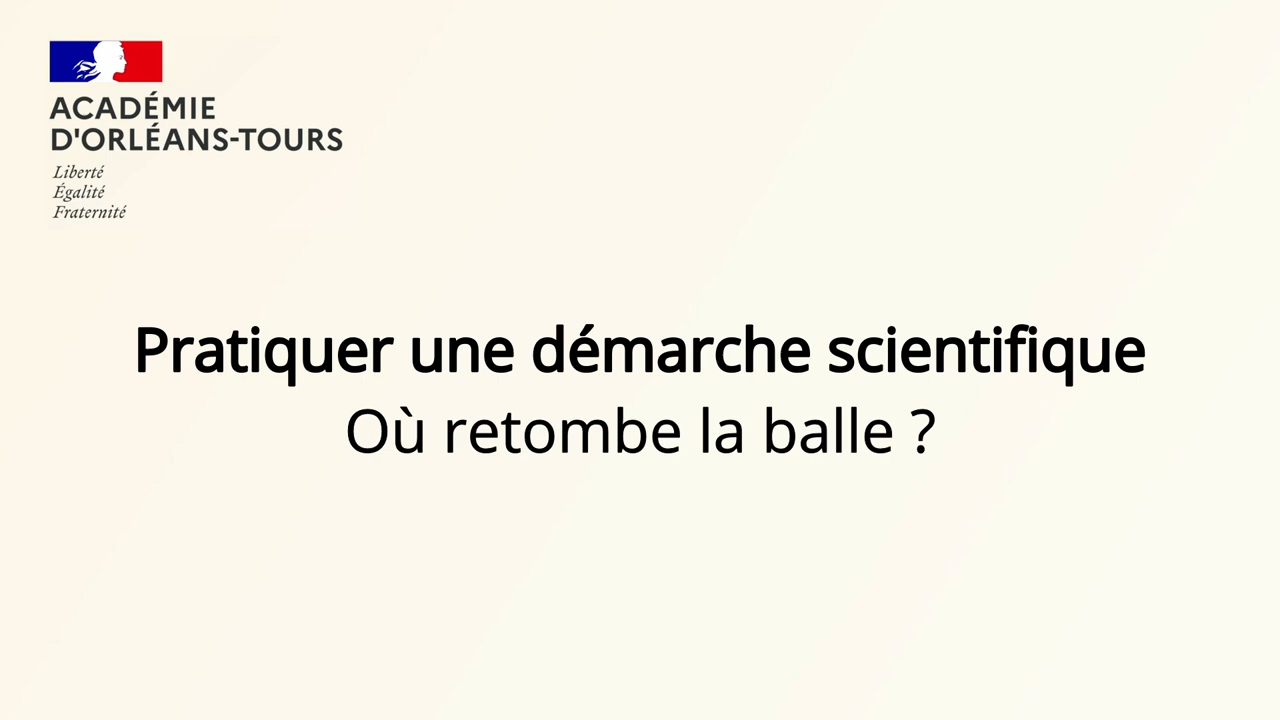 ACADÉMIE
D'ORLÉANS-TOURS
Liberté
Égalité
Fraternité
Pratiquer une démarche scientifique
Où retombe la balle ?